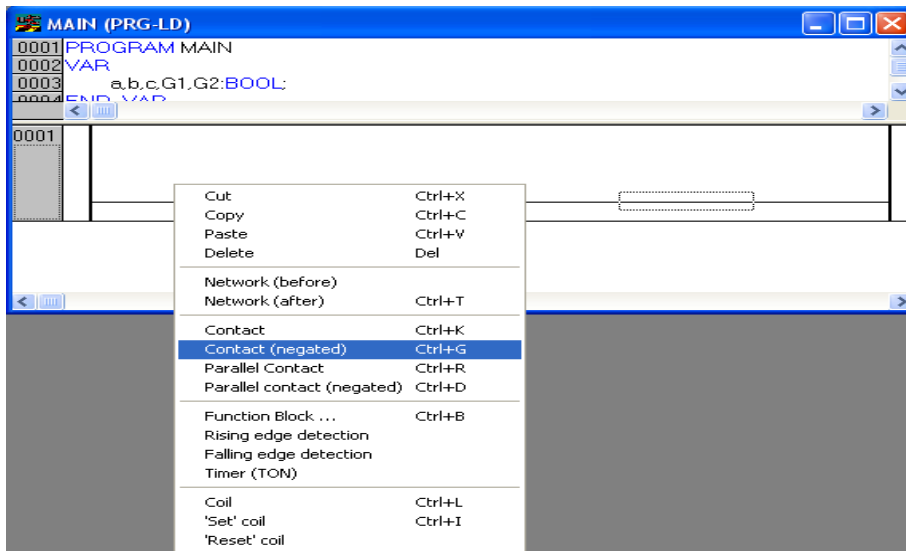 MAIN (PRG-LD)
0001 PROGRAM MAIN
0002 VAR
0003 a,b,c,G1,G2:BOOL;
0004 END_VAR
0001
Cut Ctrl+X
Copy Ctrl+C
Paste Ctrl+V
Delete Del
Network (before)
Network (after) Ctrl+T
Contact Ctrl+K
Contact (negated) Ctrl+G
Parallel Contact Ctrl+R
Parallel contact (negated) Ctrl+D
Function Block ... Ctrl+B
Rising edge detection
Falling edge detection
Timer (TON)
Coil Ctrl+L
'Set' coil Ctrl+I
'Reset' coil